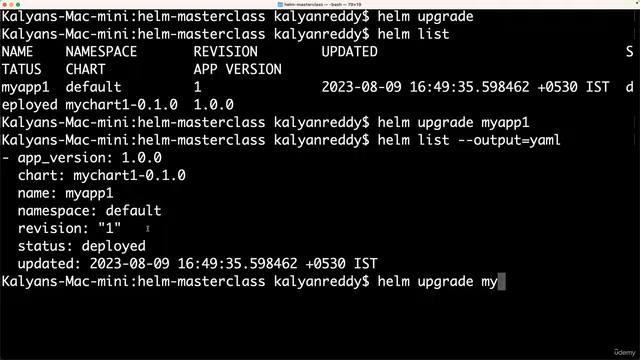 helm-masterclass — -bash — 79×19
Kalyans-Mac-mini:helm-masterclass kalyanreddy$ helm upgrade
Kalyans-Mac-mini:helm-masterclass kalyanreddy$ helm list
NAME NAMESPACE REVISION UPDATED S
TATUS CHART APP VERSION
myapp1 default 1 2023-08-09 16:49:35.598462 +0530 IST d
eployed mychart1-0.1.0 1.0.0
Kalyans-Mac-mini:helm-masterclass kalyanreddy$ helm upgrade myapp1
Kalyans-Mac-mini:helm-masterclass kalyanreddy$ helm list --output=yaml
- app_version: 1.0.0
chart: mychart1-0.1.0
name: myapp1
namespace: default
revision: "1"
status: deployed
updated: 2023-08-09 16:49:35.598462 +0530 IST
Kalyans-Mac-mini:helm-masterclass kalyanreddy$ helm upgrade my
udemy